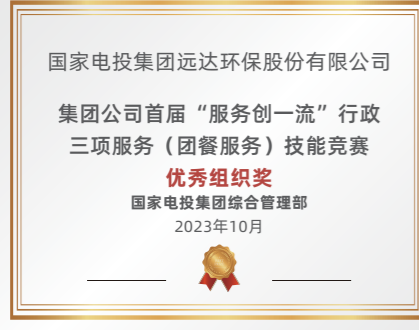 国家电投集团远达环保股份有限公司
集团公司首届“服务创一流”行政
三项服务（团餐服务）技能竞赛
优秀组织奖
国家电投集团综合管理部
2023年10月